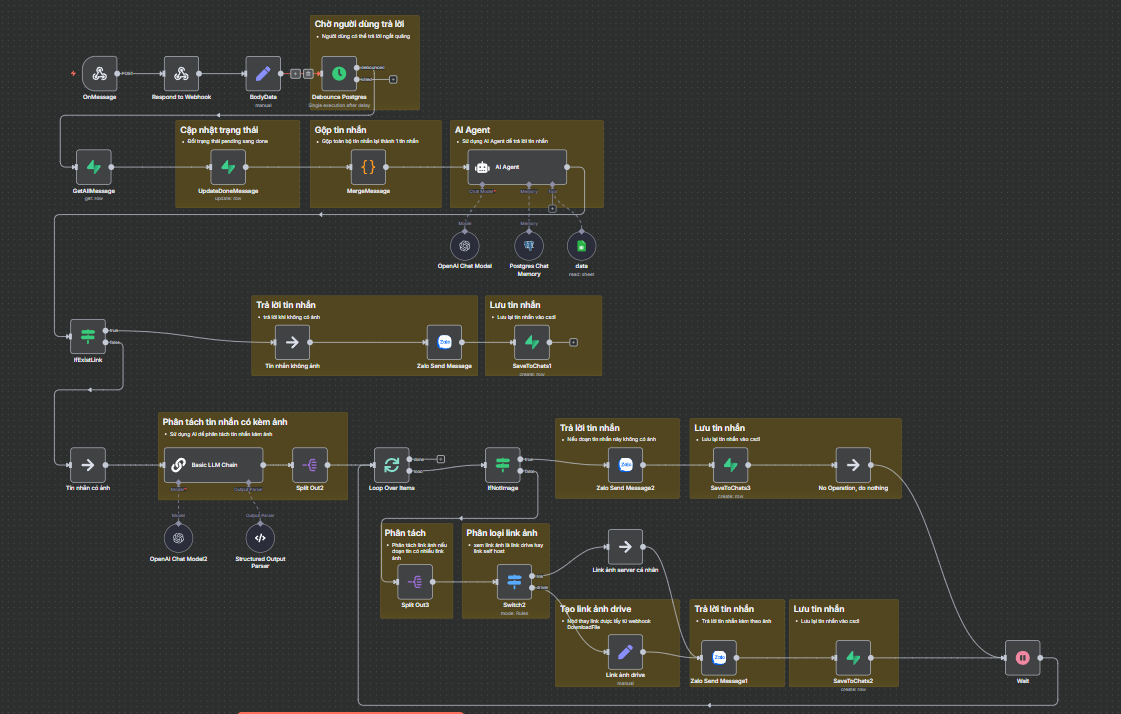 Chờ người dùng trả lời
Người dùng có thể trả lời ngắt quãng
OnMessage
POST
Respond to Webhook
BodyData
manual
Debounce Postgres
Single execution after delay
debounced
Cập nhật trạng thái
Đổi trạng thái pending sang done
Gộp tin nhắn
Gộp toàn bộ tin nhắn lại thành 1 tin nhắn
AI Agent
Sử dụng AI Agent để trả lời tin nhắn
GetAllMessage
get: row
UpdateDoneMessage
update: row
{}
MergeMessage
AI Agent
Chat Model*
Memory
Tool
Model
Memory
OpenAI Chat Model
Postgres Chat Memory
data
read: sheet
Trả lời tin nhắn
trả lời khi không có ảnh
Lưu tin nhắn
Lưu lại tin nhắn vào csdl
true
false
IfExistLink
Tin nhắn không ảnh
Zalo
Zalo Send Message
SaveToChats1
create: row
Phân tách tin nhắn có kèm ảnh
Sử dụng AI để phân tách tin nhắn kèm ảnh
Tin nhắn có ảnh
Basic LLM Chain
Model*
Output Parser
Split Out2
done
loop
Loop Over Items
true
false
IfNotImage
Trả lời tin nhắn
Nếu đoạn tin nhắn này không có ảnh
Zalo
Zalo Send Message2
Lưu tin nhắn
Lưu lại tin nhắn vào csdl
SaveToChats3
create: row
No Operation, do nothing
Model
Output Parser
OpenAI Chat Model2
Structured Output Parser
Phân tách
Phân tách link ảnh nếu đoạn tin có nhiều link ảnh
Split Out3
Phân loại link ảnh
xem link ảnh là link drive hay link self host
Switch2
mode: Rules
drive
Link ảnh server cá nhân
Tạo link ảnh drive
Nhớ thay link được lấy từ webhook DownloadFile
Link ảnh drive
manual
Trả lời tin nhắn
Trả lời tin nhắn kèm theo ảnh
Zalo
Zalo Send Message1
Lưu tin nhắn
Lưu lại tin nhắn vào csdl
SaveToChats2
create: row
Wait